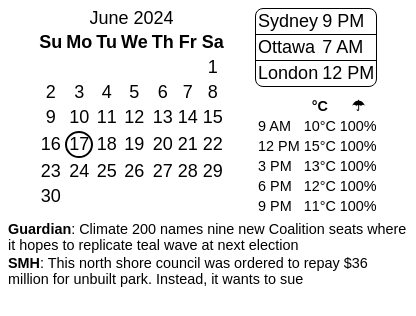 June 2024
Su Mo Tu We Th Fr Sa
1
2 3 4 5 6 7 8
9 10 11 12 13 14 15
16 17 18 19 20 21 22
23 24 25 26 27 28 29
30
Sydney 9 PM
Ottawa 7 AM
London 12 PM
°C ☂
9 AM 10°C 100%
12 PM 15°C 100%
3 PM 13°C 100%
6 PM 12°C 100%
9 PM 11°C 100%
Guardian: Climate 200 names nine new Coalition seats where
it hopes to replicate teal wave at next election
SMH: This north shore council was ordered to repay $36
million for unbuilt park. Instead, it wants to sue